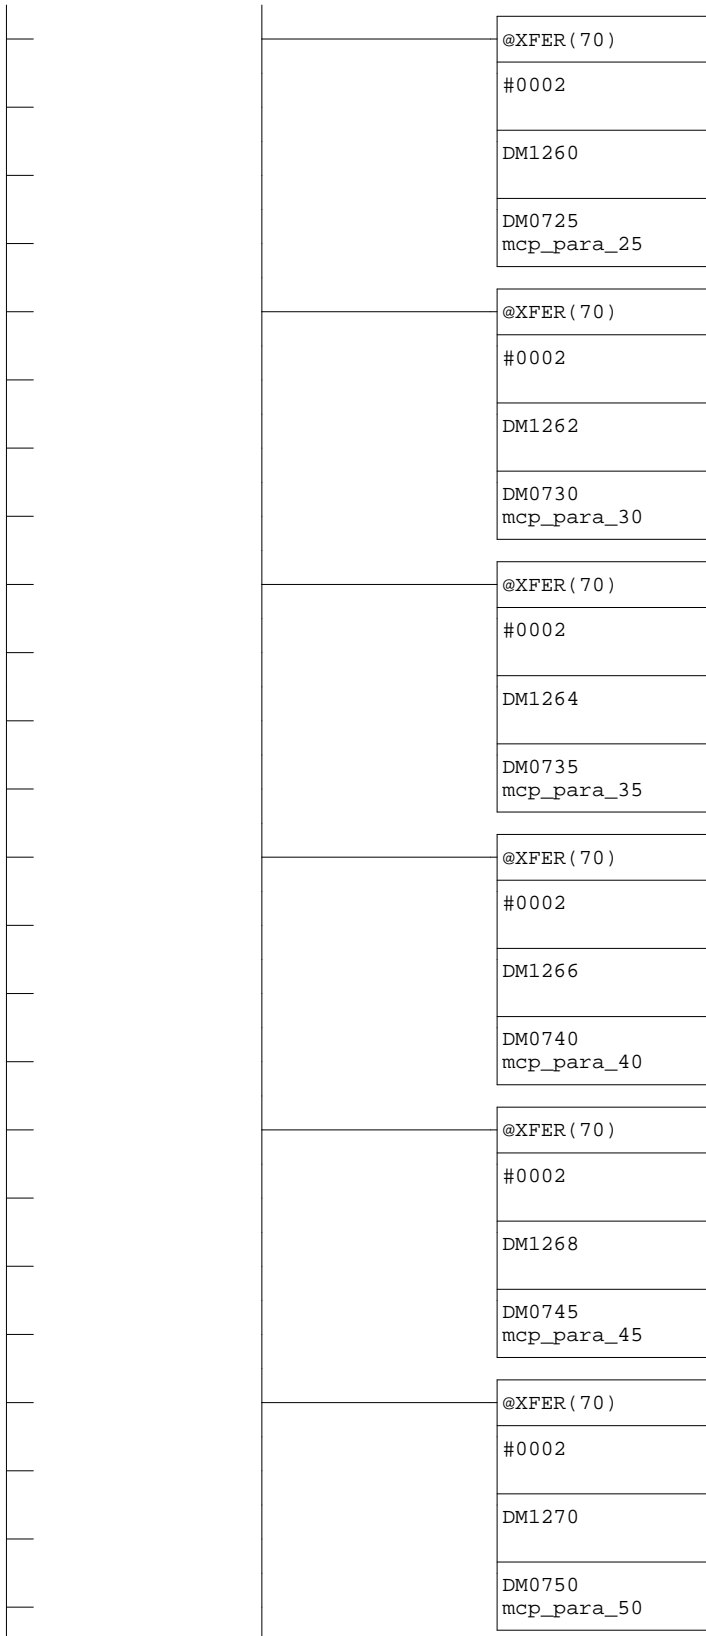 @XFER(70)
#0002
DM1260
DM0725
mcp_para_25
@XFER(70)
#0002
DM1262
DM0730
mcp_para_30
@XFER(70)
#0002
DM1264
DM0735
mcp_para_35
@XFER(70)
#0002
DM1266
DM0740
mcp_para_40
@XFER(70)
#0002
DM1268
DM0745
mcp_para_45
@XFER(70)
#0002
DM1270
DM0750
mcp_para_50